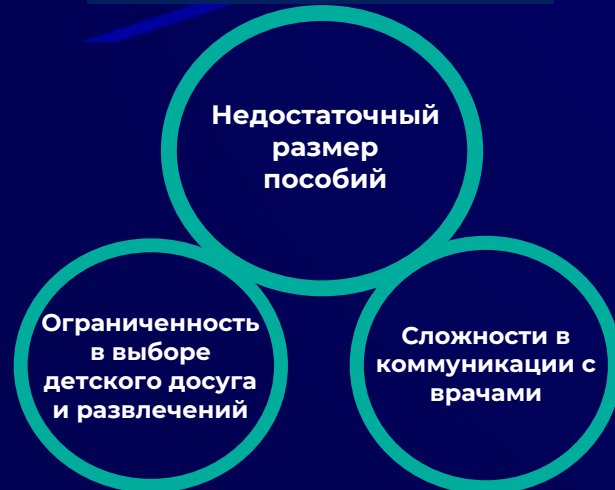 Недостаточный
размер
пособий
Ограниченность
в выборе
детского досуга
и развлечений
Сложности в
коммуникации с
врачами